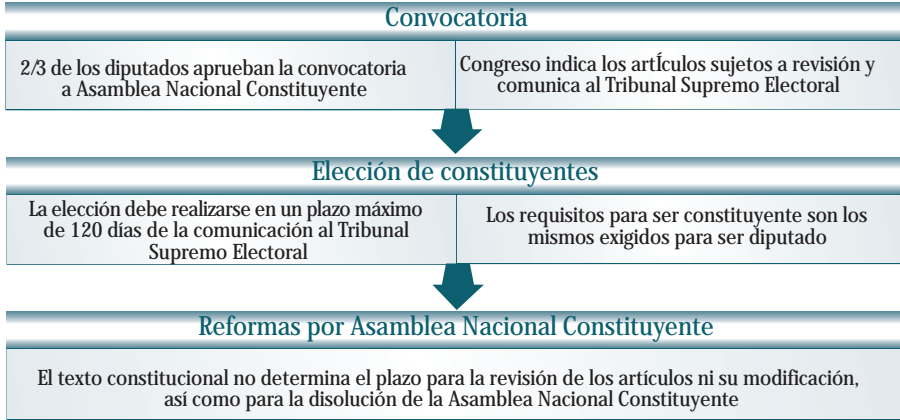 Convocatoria
2/3 de los diputados aprueban la convocatoria
a Asamblea Nacional Constituyente
Congreso indica los artÍculos sujetos a revisión y
comunica al Tribunal Supremo Electoral
Elección de constituyentes
La elección debe realizarse en un plazo máximo
de 120 días de la comunicación al Tribunal
Supremo Electoral
Los requisitos para ser constituyente son los
mismos exigidos para ser diputado
Reformas por Asamblea Nacional Constituyente
El texto constitucional no determina el plazo para la revisión de los artículos ni su modificación,
así como para la disolución de la Asamblea Nacional Constituyente